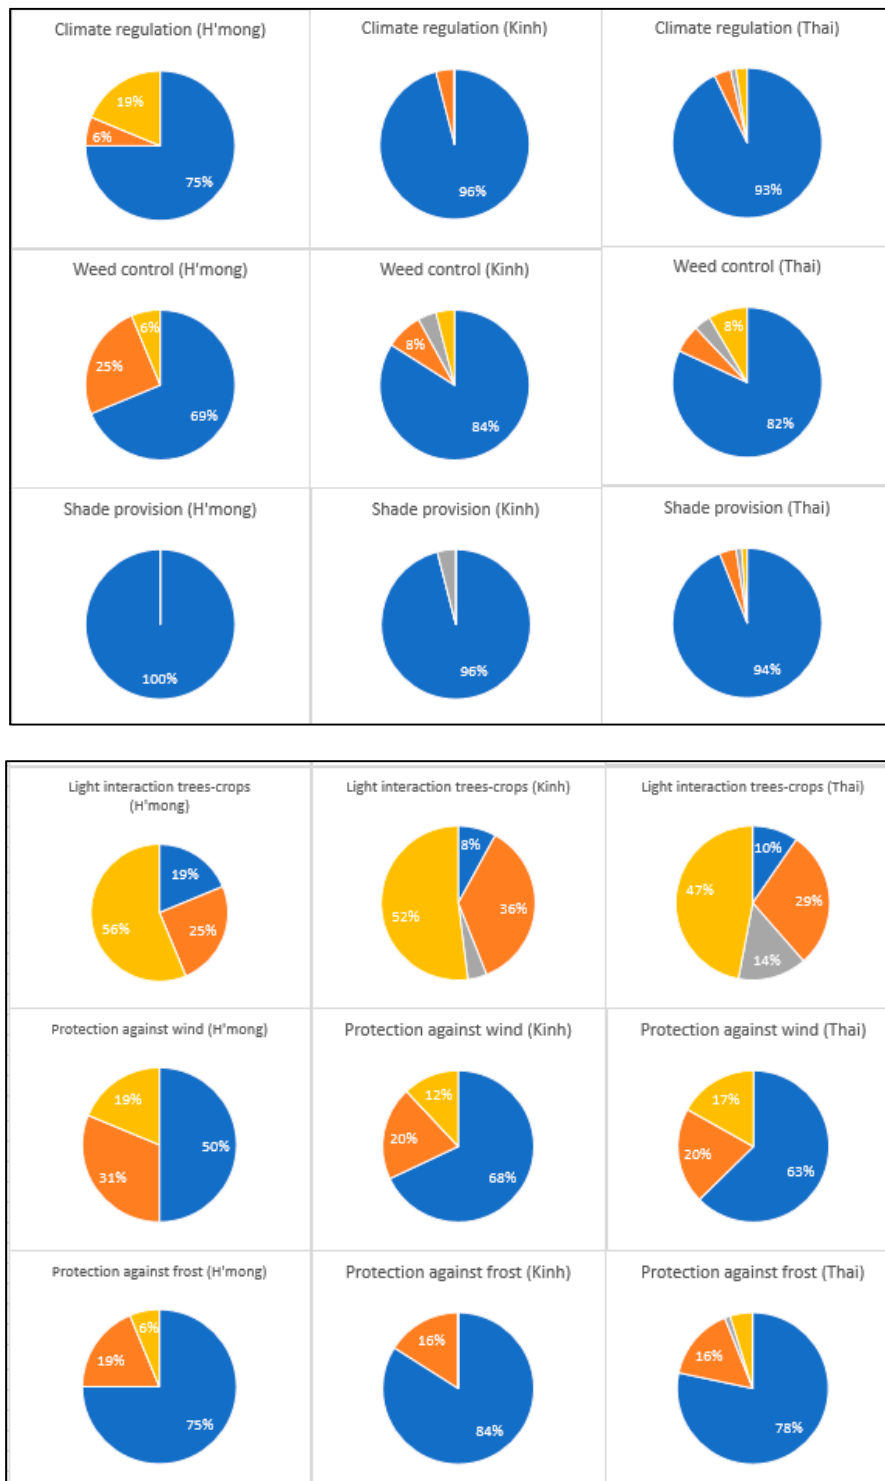 Climate regulation (H'mong)
19%
6%
75%
Climate regulation (Kinh)
96%
Climate regulation (Thai)
93%
Weed control (H'mong)
6%
25%
69%
Weed control (Kinh)
8%
84%
Weed control (Thai)
8%
82%
Shade provision (H'mong)
100%
Shade provision (Kinh)
96%
Shade provision (Thai)
94%
Light interaction trees-crops
(H'mong)
19%
56%
25%
Light interaction trees-crops (Kinh)
8%
52%
36%
Light interaction trees-crops (Thai)
10%
47%
29%
14%
Protection against wind (H'mong)
19%
50%
31%
Protection against wind (Kinh)
12%
20%
68%
Protection against wind (Thai)
17%
20%
63%
Protection against frost (H'mong)
6%
19%
75%
Protection against frost (Kinh)
16%
84%
Protection against frost (Thai)
16%
78%